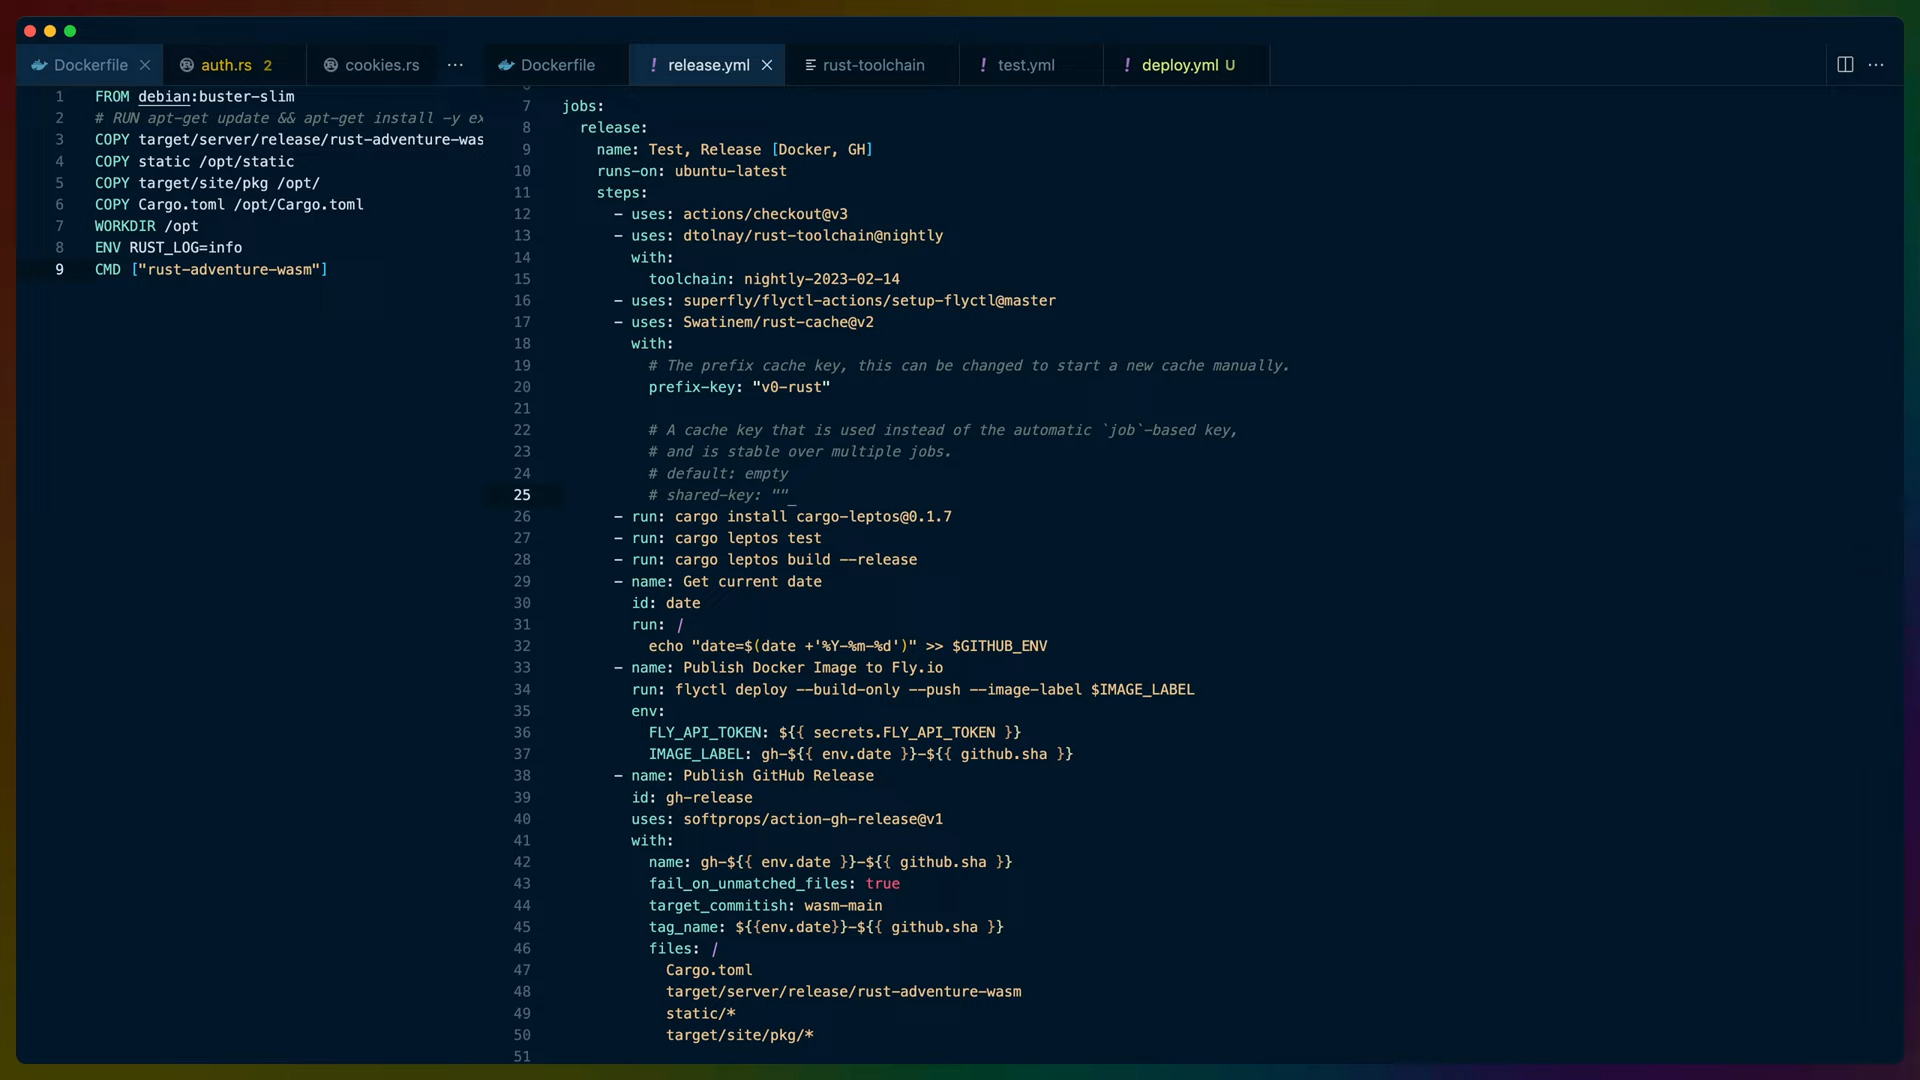 Dockerfile
auth.rs 2
cookies.rs
Dockerfile
release.yml
rust-toolchain
test.yml
deploy.yml U
1 FROM debian:buster-slim
2 # RUN apt-get update && apt-get install -y ex
3 COPY target/server/release/rust-adventure-was
4 COPY static /opt/static
5 COPY target/site/pkg /opt/
6 COPY Cargo.toml /opt/Cargo.toml
7 WORKDIR /opt
8 ENV RUST_LOG=info
9 CMD ["rust-adventure-wasm"]
7 jobs:
8 release:
9 name: Test, Release [Docker, GH]
10 runs-on: ubuntu-latest
11 steps:
12 - uses: actions/checkout@v3
13 - uses: dtolnay/rust-toolchain@nightly
14 with:
15 toolchain: nightly-2023-02-14
16 - uses: superfly/flyctl-actions/setup-flyctl@master
17 - uses: Swatinem/rust-cache@v2
18 with:
19 # The prefix cache key, this can be changed to start a new cache manually.
20 prefix-key: "v0-rust"
21
22 # A cache key that is used instead of the automatic `job`-based key,
23 # and is stable over multiple jobs.
24 # default: empty
25 # shared-key: ""
26 - run: cargo install cargo-leptos@0.1.7
27 - run: cargo leptos test
28 - run: cargo leptos build --release
29 - name: Get current date
30 id: date
31 run: |
32 echo "date=$(date +'%Y-%m-%d')" >> $GITHUB_ENV
33 - name: Publish Docker Image to Fly.io
34 run: flyctl deploy --build-only --push --image-label $IMAGE_LABEL
35 env:
36 FLY_API_TOKEN: ${{ secrets.FLY_API_TOKEN }}
37 IMAGE_LABEL: gh-${{ env.date }}-${{ github.sha }}
38 - name: Publish GitHub Release
39 id: gh-release
40 uses: softprops/action-gh-release@v1
41 with:
42 name: gh-${{ env.date }}-${{ github.sha }}
43 fail_on_unmatched_files: true
44 target_commitish: wasm-main
45 tag_name: ${{env.date}}-${{ github.sha }}
46 files: |
47 Cargo.toml
48 target/server/release/rust-adventure-wasm
49 static/*
50 target/site/pkg/*
51